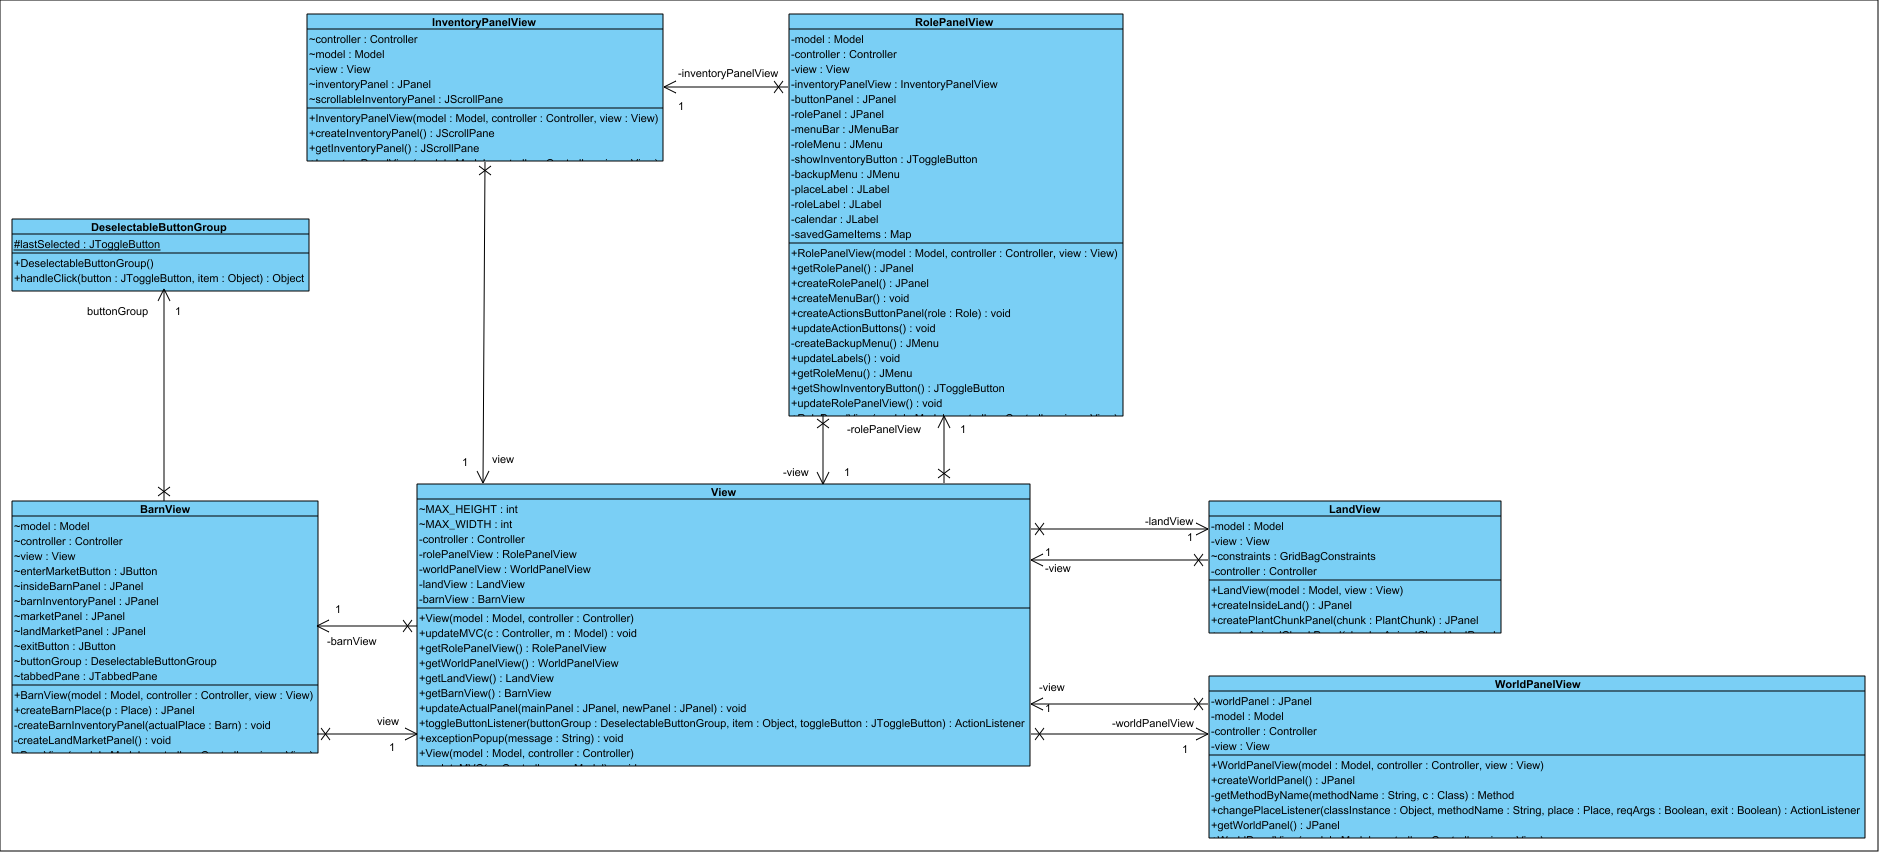 InventoryPanelView
~controller : Controller
~model : Model
~view : View
~inventoryPanel : JPanel
~scrollableInventoryPanel : JScrollPane
+InventoryPanelView(model : Model, controller : Controller, view : View)
+createInventoryPanel() : JScrollPane
+getInventoryPanel() : JScrollPane
-inventoryPanelView
1
RolePanelView
-model : Model
-controller : Controller
-view : View
-inventoryPanelView : InventoryPanelView
-buttonPanel : JPanel
-rolePanel : JPanel
-menuBar : JMenuBar
-roleMenu : JMenu
-showInventoryButton : JToggleButton
-backupMenu : JMenu
-placeLabel : JLabel
-roleLabel : JLabel
-calendar : JLabel
-savedGameItems : Map
+RolePanelView(model : Model, controller : Controller, view : View)
+getRolePanel() : JPanel
+createRolePanel() : JPanel
+createMenuBar() : void
+createActionsButtonPanel(role : Role) : void
+updateActionButtons() : void
-createBackupMenu() : JMenu
+updateLabels() : void
+getRoleMenu() : JMenu
+getShowInventoryButton() : JToggleButton
+updateRolePanelView() : void
DeselectableButtonGroup
#lastSelected : JToggleButton
+DeselectableButtonGroup()
+handleClick(button : JToggleButton, item : Object) : Object
buttonGroup
1
1
view
-rolePanelView
1
-view
1
BarnView
~model : Model
~controller : Controller
~view : View
~enterMarketButton : JButton
~insideBarnPanel : JPanel
~barnInventoryPanel : JPanel
~marketPanel : JPanel
~landMarketPanel : JPanel
~exitButton : JButton
~buttonGroup : DeselectableButtonGroup
~tabbedPane : JTabbedPane
+BarnView(model : Model, controller : Controller, view : View)
+createBarnPlace(p : Place) : JPanel
-createBarnInventoryPanel(actualPlace : Barn) : void
-createLandMarketPanel() : void
1
-barnView
view
1
View
~MAX_HEIGHT : int
~MAX_WIDTH : int
-controller : Controller
-rolePanelView : RolePanelView
-worldPanelView : WorldPanelView
-landView : LandView
-barnView : BarnView
+View(model : Model, controller : Controller)
+updateMVC(c : Controller, m : Model) : void
+getRolePanelView() : RolePanelView
+getWorldPanelView() : WorldPanelView
+getLandView() : LandView
+getBarnView() : BarnView
+updateActualPanel(mainPanel : JPanel, newPanel : JPanel) : void
+toggleButtonListener(buttonGroup : DeselectableButtonGroup, item : Object, toggleButton : JToggleButton) : ActionListener
+exceptionPopup(message : String) : void
+View(model : Model, controller : Controller)
-landView
1
1
-view
-view
1
-worldPanelView
1
LandView
-model : Model
-view : View
~constraints : GridBagConstraints
-controller : Controller
+LandView(model : Model, view : View)
+createInsideLand() : JPanel
+createPlantChunkPanel(chunk : PlantChunk) : JPanel
WorldPanelView
-worldPanel : JPanel
-model : Model
-controller : Controller
-view : View
+WorldPanelView(model : Model, controller : Controller, view : View)
+createWorldPanel() : JPanel
-getMethodByName(methodName : String, c : Class) : Method
+changePlaceListener(classInstance : Object, methodName : String, place : Place, reqArgs : Boolean, exit : Boolean) : ActionListener
+getWorldPanel() : JPanel